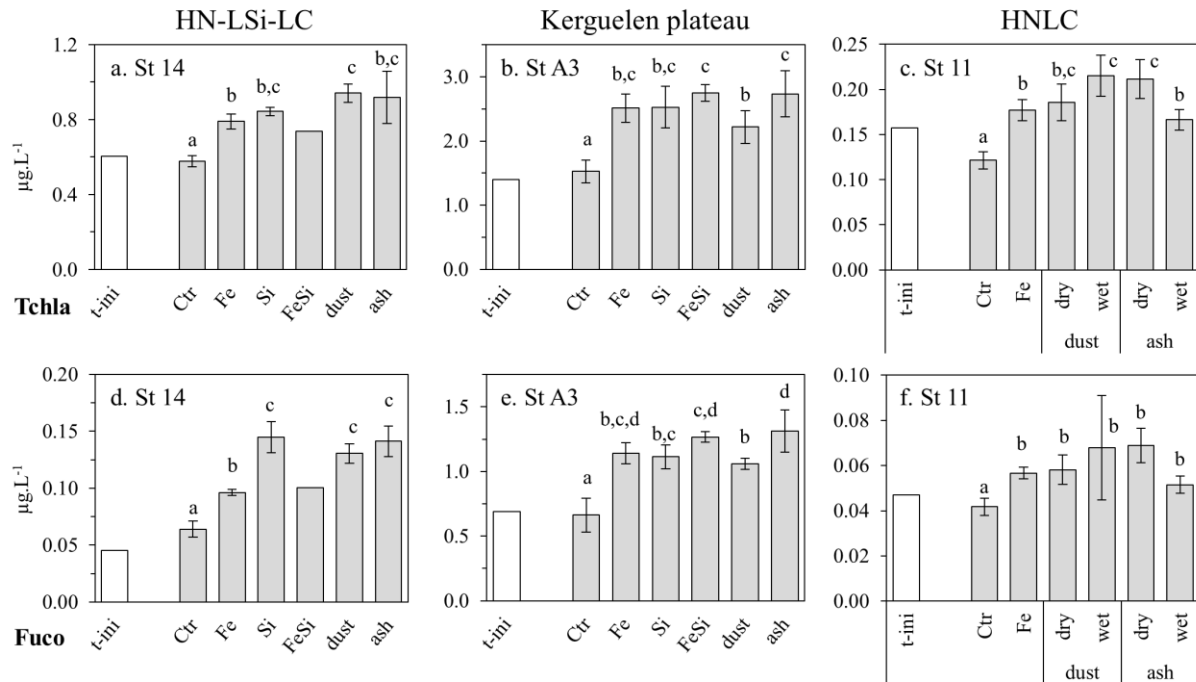 HN-LSi-LC
Kerguelen plateau
HNLC
1.2
0.8
0.4
0.0
µg.L-1
a. St 14
a
b
b,c
c
b,c
t-ini
Ctr
Fe
Si
FeSi
dust
ash
3.0
2.0
1.0
0.0
b. St A3
a
b,c
b,c
c
b
c
t-ini
Ctr
Fe
Si
FeSi
dust
ash
0.25
0.20
0.15
0.10
0.05
0.00
c. St 11
a
b
b,c
c
c
b
t-ini
Ctr
Fe
dry
wet
dry
wet
dust
ash
Tchla
0.20
0.15
0.10
0.05
0.00
µg.L-1
d. St 14
a
b
c
c
c
t-ini
Ctr
Fe
Si
FeSi
dust
ash
1.5
1.0
0.5
0.0
e. St A3
a
b,c,d
b,c
c,d
b
d
t-ini
Ctr
Fe
Si
FeSi
dust
ash
0.10
0.08
0.06
0.04
0.02
0.00
f. St 11
a
b
b
b
b
b
t-ini
Ctr
Fe
dry
wet
dry
wet
dust
ash
Fuco